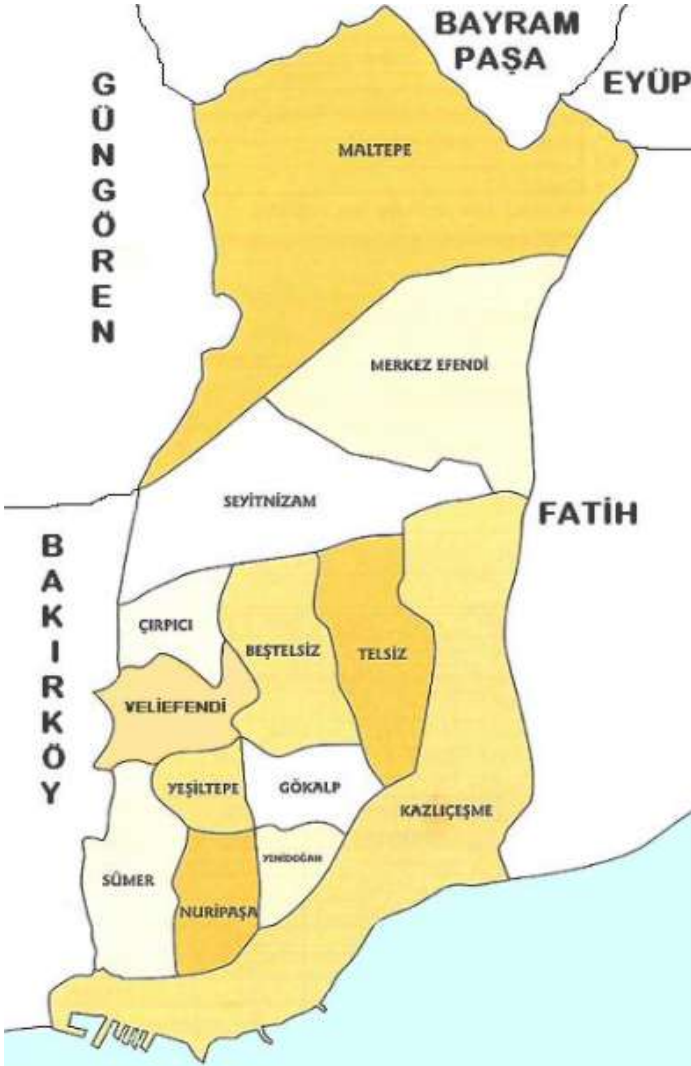 BAYRAM
PAŞA
EYÜP
GÜNGÖREN
MALTEPE
MERKEZ EFENDİ
SEYİTNİZAM
FATİH
BAKIRKÖY
ÇIRPICI
BEŞTELSİZ
TELSİZ
VELİEFENDİ
YEŞİLTEPE
GÖKALP
KAZLIÇEŞME
YENİDOĞAN
SÜMER
NURİPAŞA